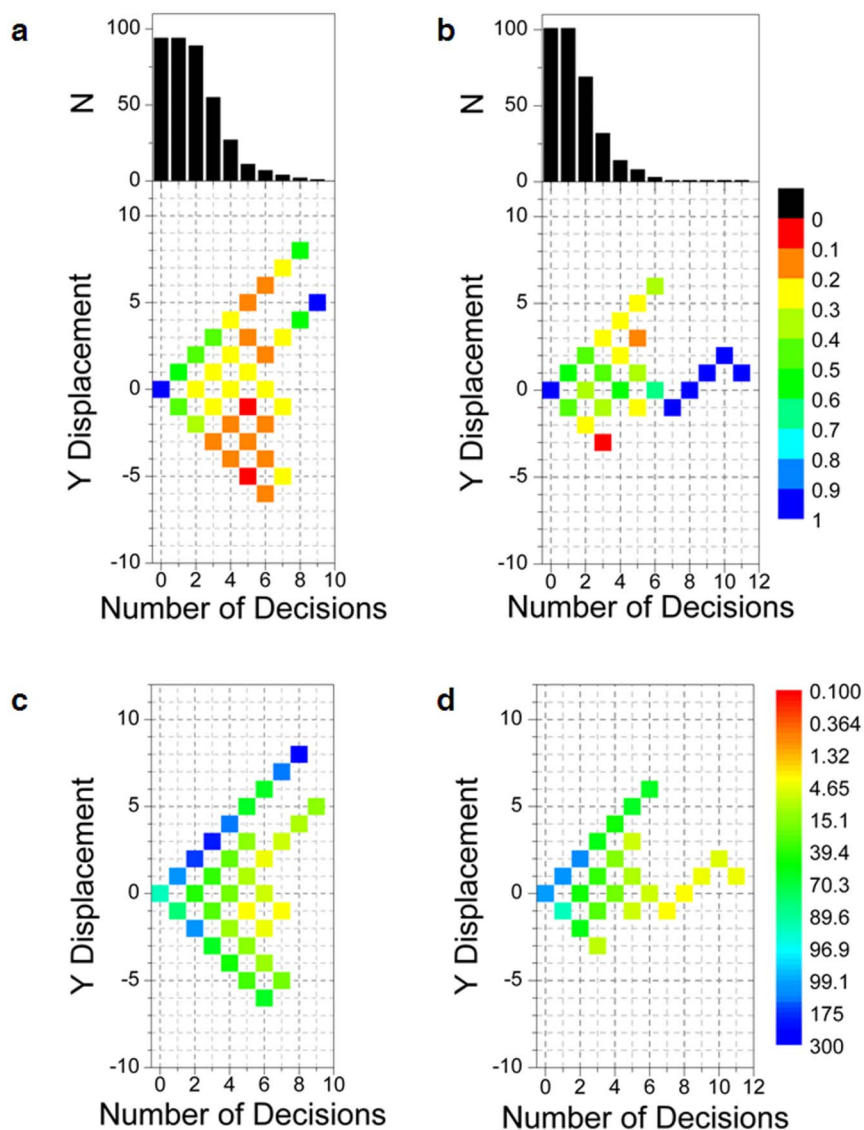 a
100
50
0
N
10
5
0
-5
-10
Y Displacement
0 2 4 6 8 10
Number of Decisions
b
100
50
0
N
10
5
0
-5
-10
Y Displacement
0 2 4 6 8 10 12
Number of Decisions
0
0.1
0.2
0.3
0.4
0.5
0.6
0.7
0.8
0.9
1
c
10
5
0
-5
-10
Y Displacement
0 2 4 6 8 10
Number of Decisions
d
10
5
0
-5
-10
Y Displacement
0 2 4 6 8 10 12
Number of Decisions
0.100
0.364
1.32
4.65
15.1
39.4
70.3
89.6
96.9
99.1
175
300